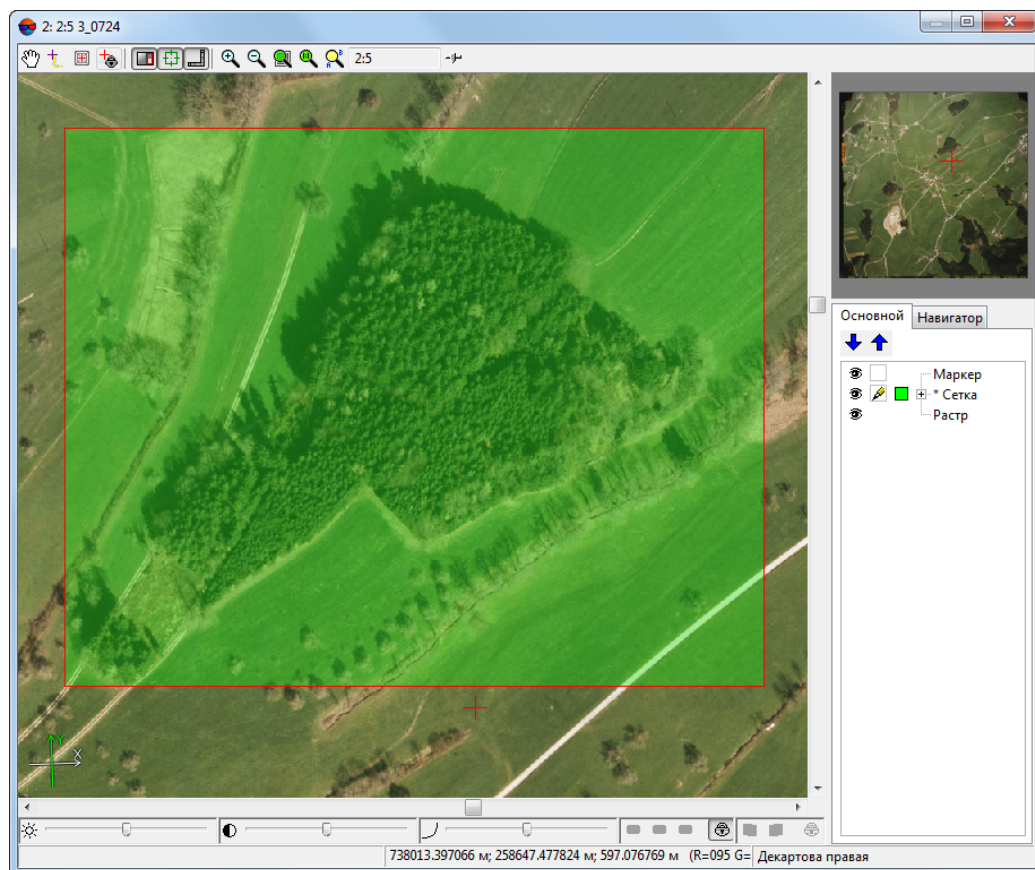 2: 2:5 3_0724
2:5
Основной Навигатор
Маркер
* Сетка
Растр
Y
X
738013.397066 м; 258647.477824 м; 597.076769 м (R=095 G= Декартова правая